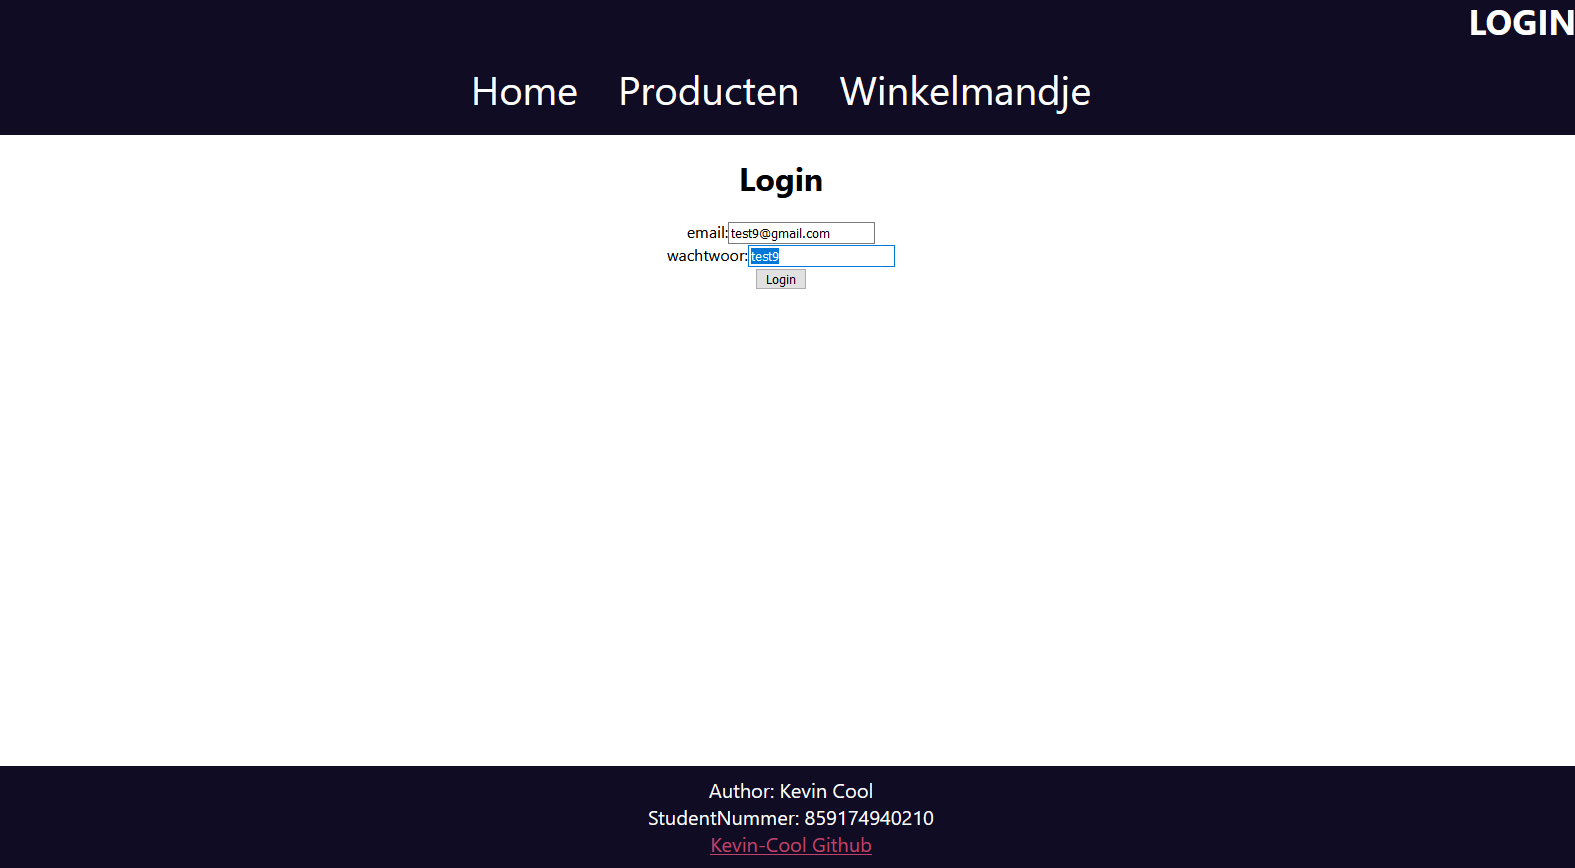 LOGIN
Home Producten Winkelmandje
Login
email: test9@gmail.com
wachtwoor: test9
Login
Author: Kevin Cool
StudentNummer: 859174940210
Kevin-Cool Github